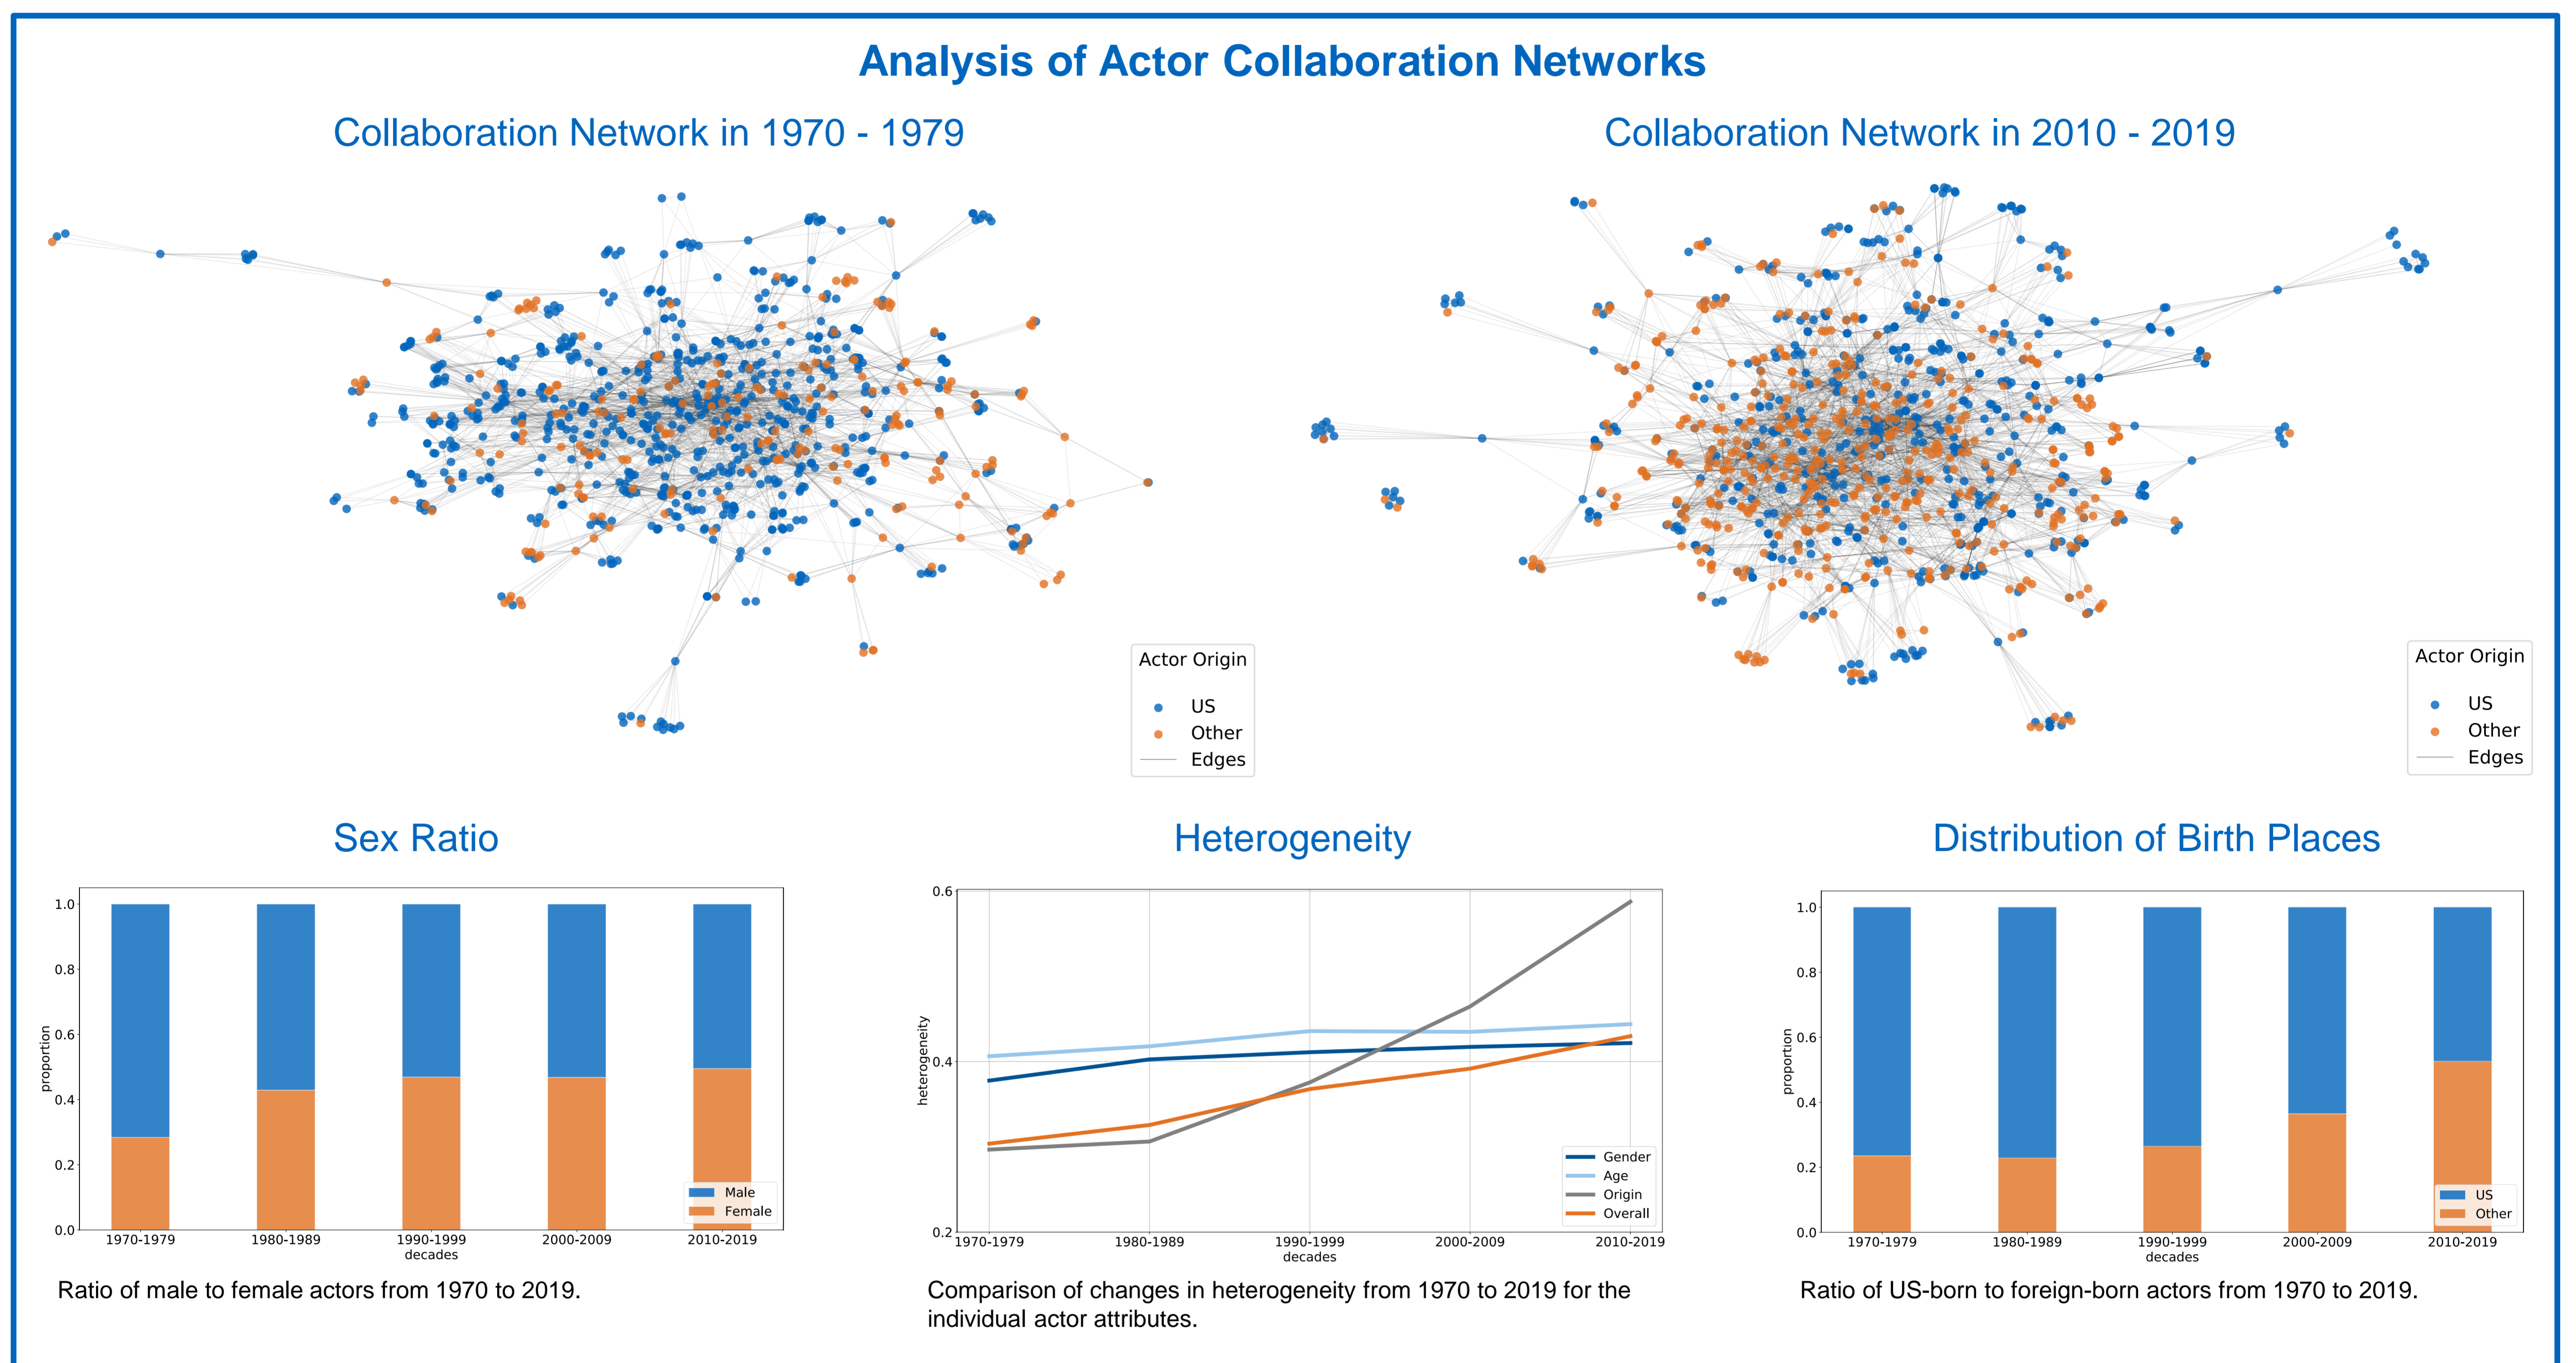 Analysis of Actor Collaboration Networks
Collaboration Network in 1970 - 1979
Collaboration Network in 2010 - 2019
Actor Origin
US
Other
Edges
Actor Origin
US
Other
Edges
Sex Ratio
1.0
0.8
0.6
0.4
0.2
0.0
proportion
1970-1979
1980-1989
1990-1999
2000-2009
2010-2019
decades
Male
Female
Ratio of male to female actors from 1970 to 2019.
Heterogeneity
0.6
0.4
0.2
heterogeneity
1970-1979
1980-1989
1990-1999
2000-2009
2010-2019
decades
Gender
Age
Origin
Overall
Comparison of changes in heterogeneity from 1970 to 2019 for the
individual actor attributes.
Distribution of Birth Places
1.0
0.8
0.6
0.4
0.2
0.0
proportion
1970-1979
1980-1989
1990-1999
2000-2009
2010-2019
decades
US
Other
Ratio of US-born to foreign-born actors from 1970 to 2019.